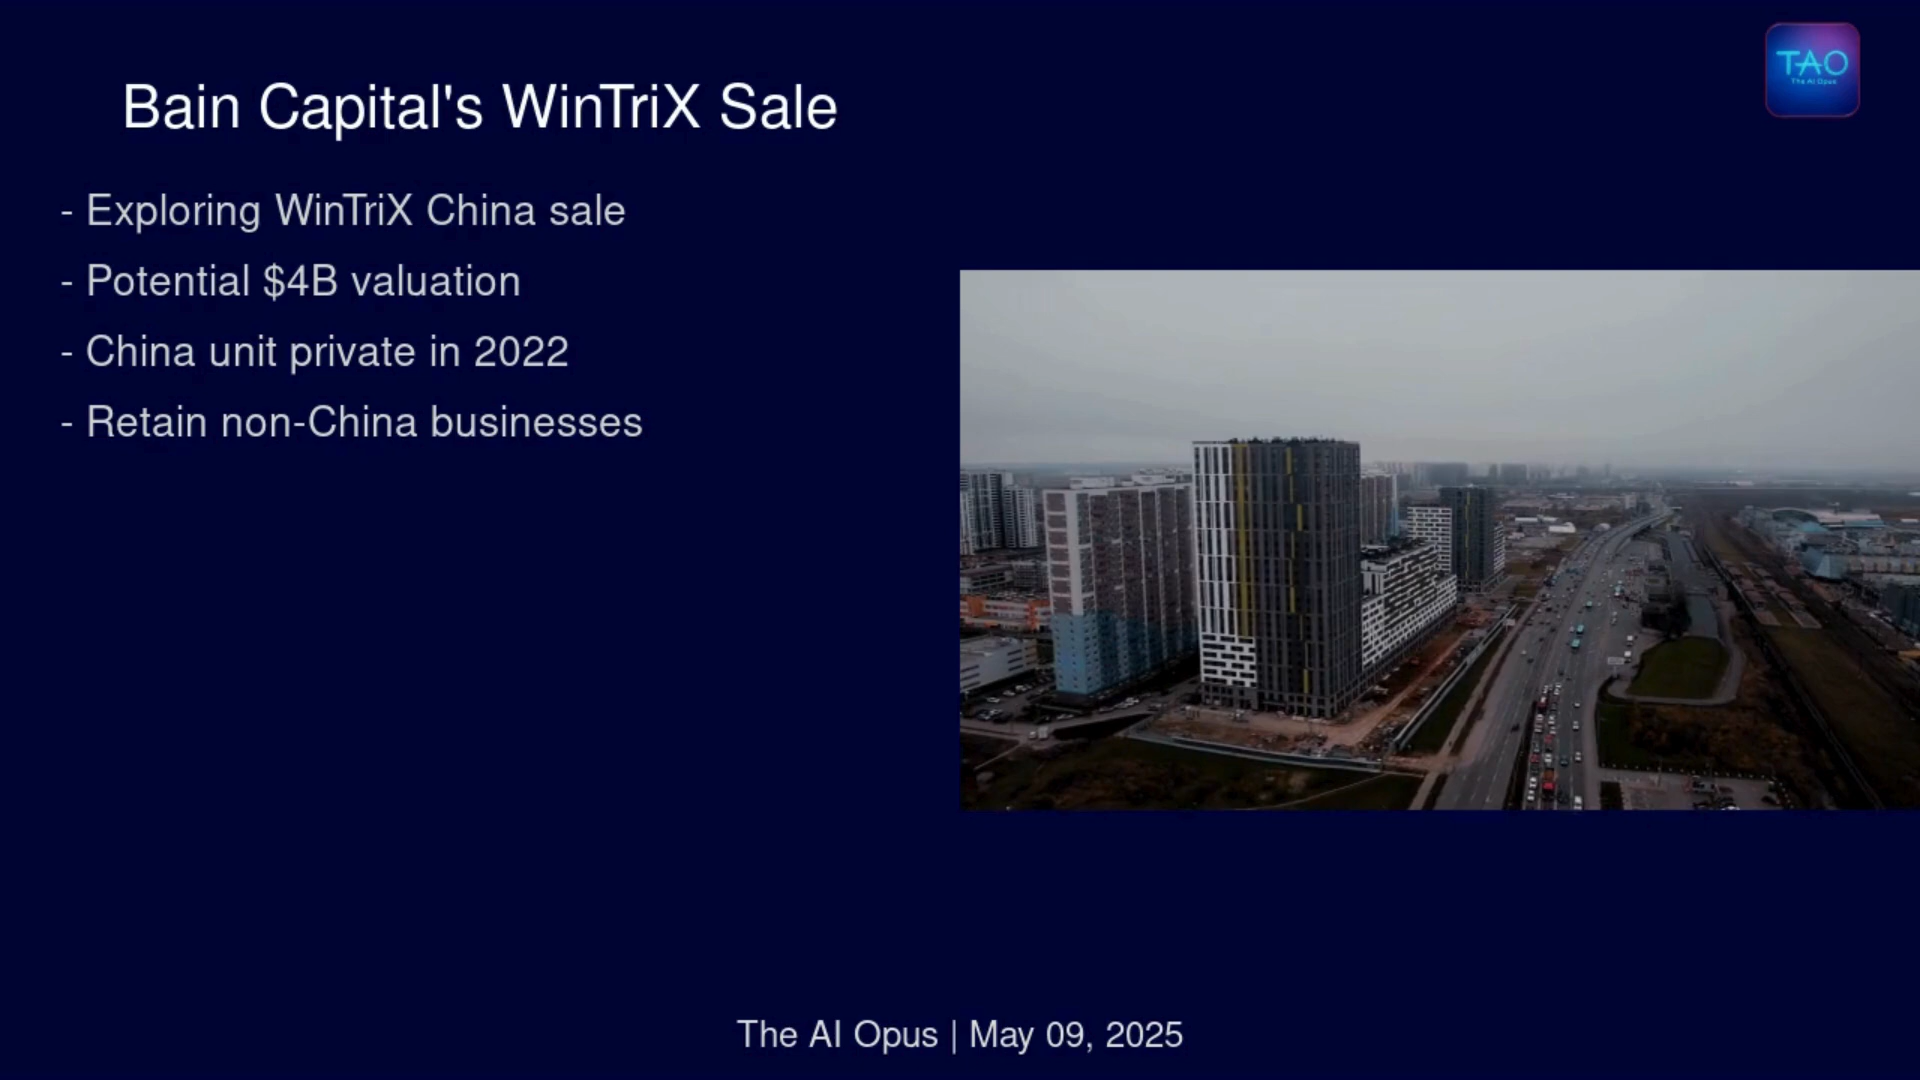 TAO
The AI Opus
Bain Capital's WinTriX Sale
- Exploring WinTriX China sale
- Potential $4B valuation
- China unit private in 2022
- Retain non-China businesses
The AI Opus | May 09, 2025